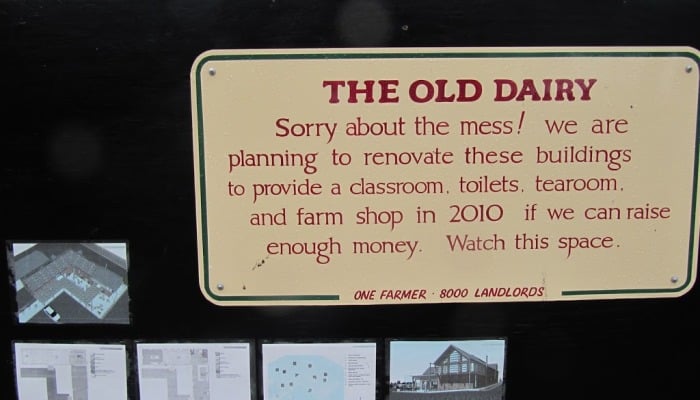 THE OLD DAIRY
Sorry about the mess! we are
planning to renovate these buildings
to provide a classroom, toilets, tearoom,
and farm shop in 2010 if we can raise
enough money. Watch this space.
ONE FARMER · 8000 LANDLORDS